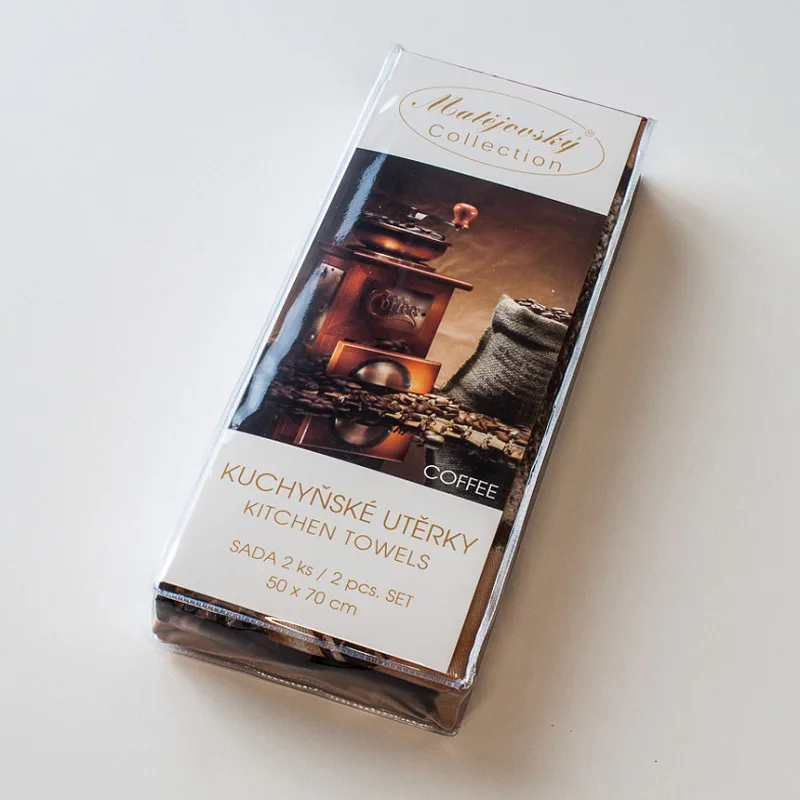 Matějovský®
Collection
Coffee
COFFEE
KUCHYŇSKÉ UTĚRKY
KITCHEN TOWELS
SADA 2 ks / 2 pcs. SET
50 x 70 cm